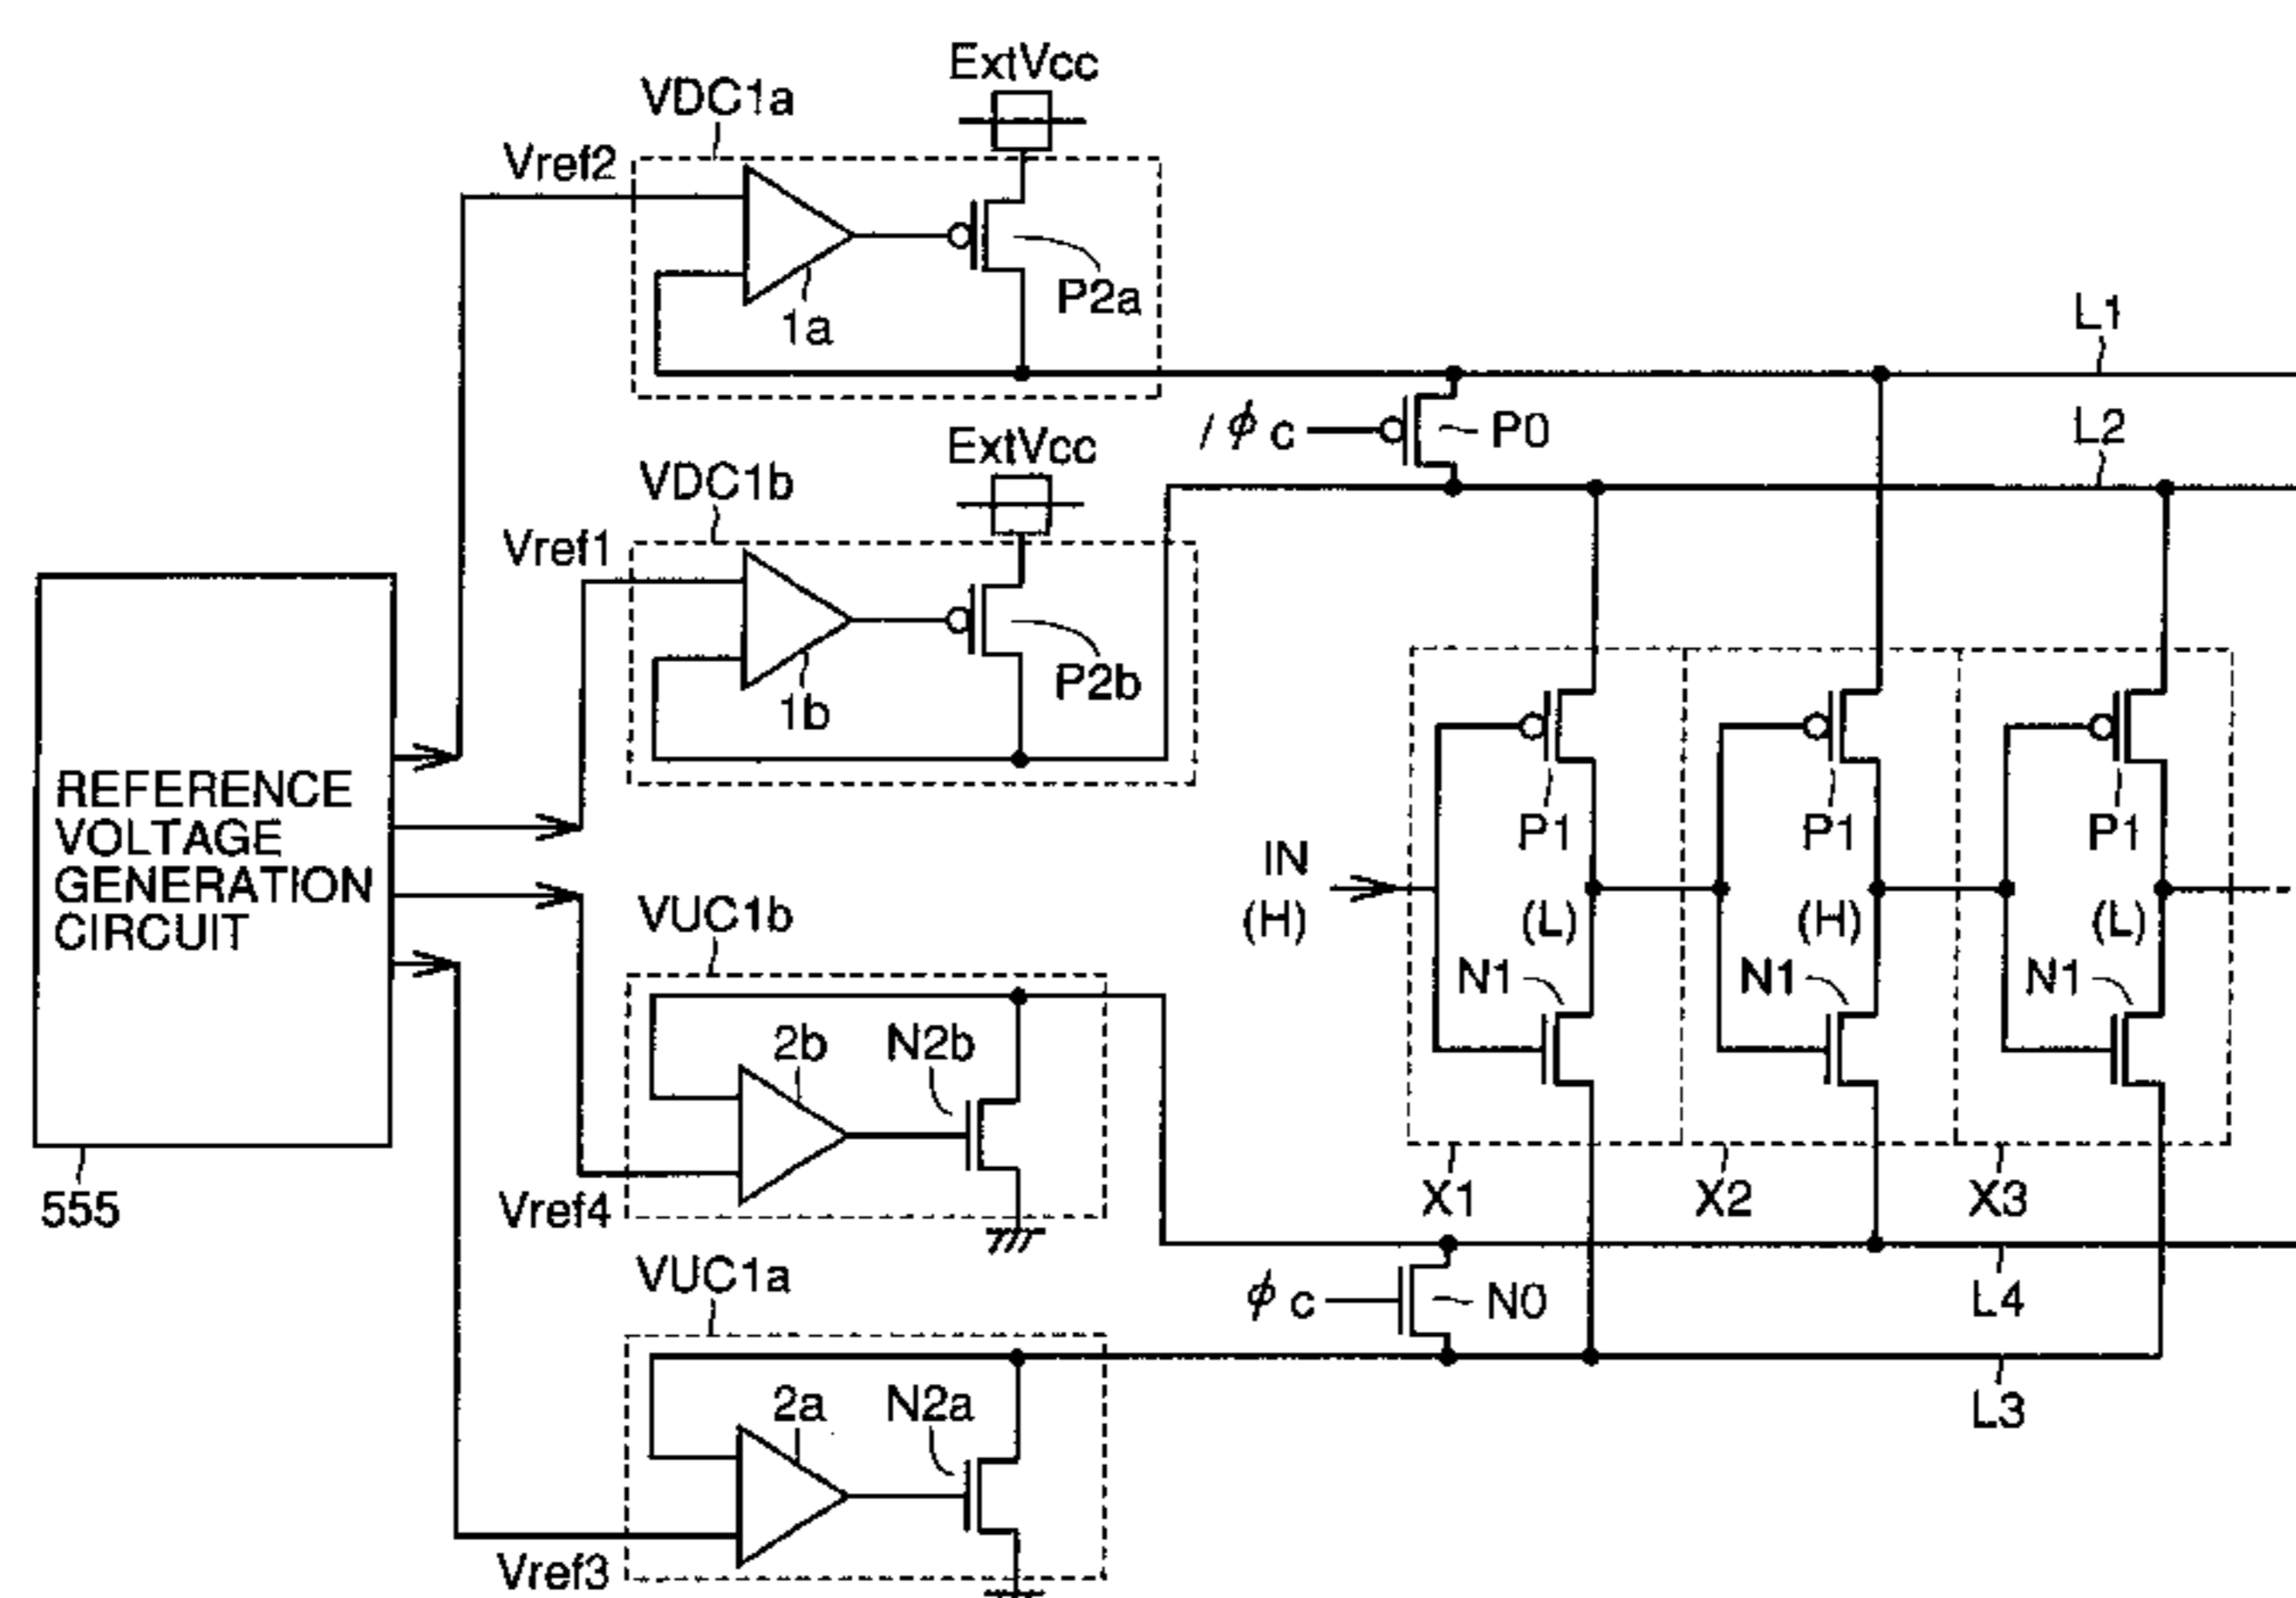 ExtVcc
VDC1a
Vref2
P2a
1a
L1
/ϕc
P0
L2
ExtVcc
VDC1b
Vref1
P2b
1b
REFERENCE
VOLTAGE
GENERATION
CIRCUIT
555
IN
(H)
P1
P1
P1
(L)
(H)
(L)
N1
N1
N1
X1
X2
X3
VUC1b
2b
N2b
Vref4
VUC1a
ϕc
N0
L4
L3
2a
N2a
Vref3